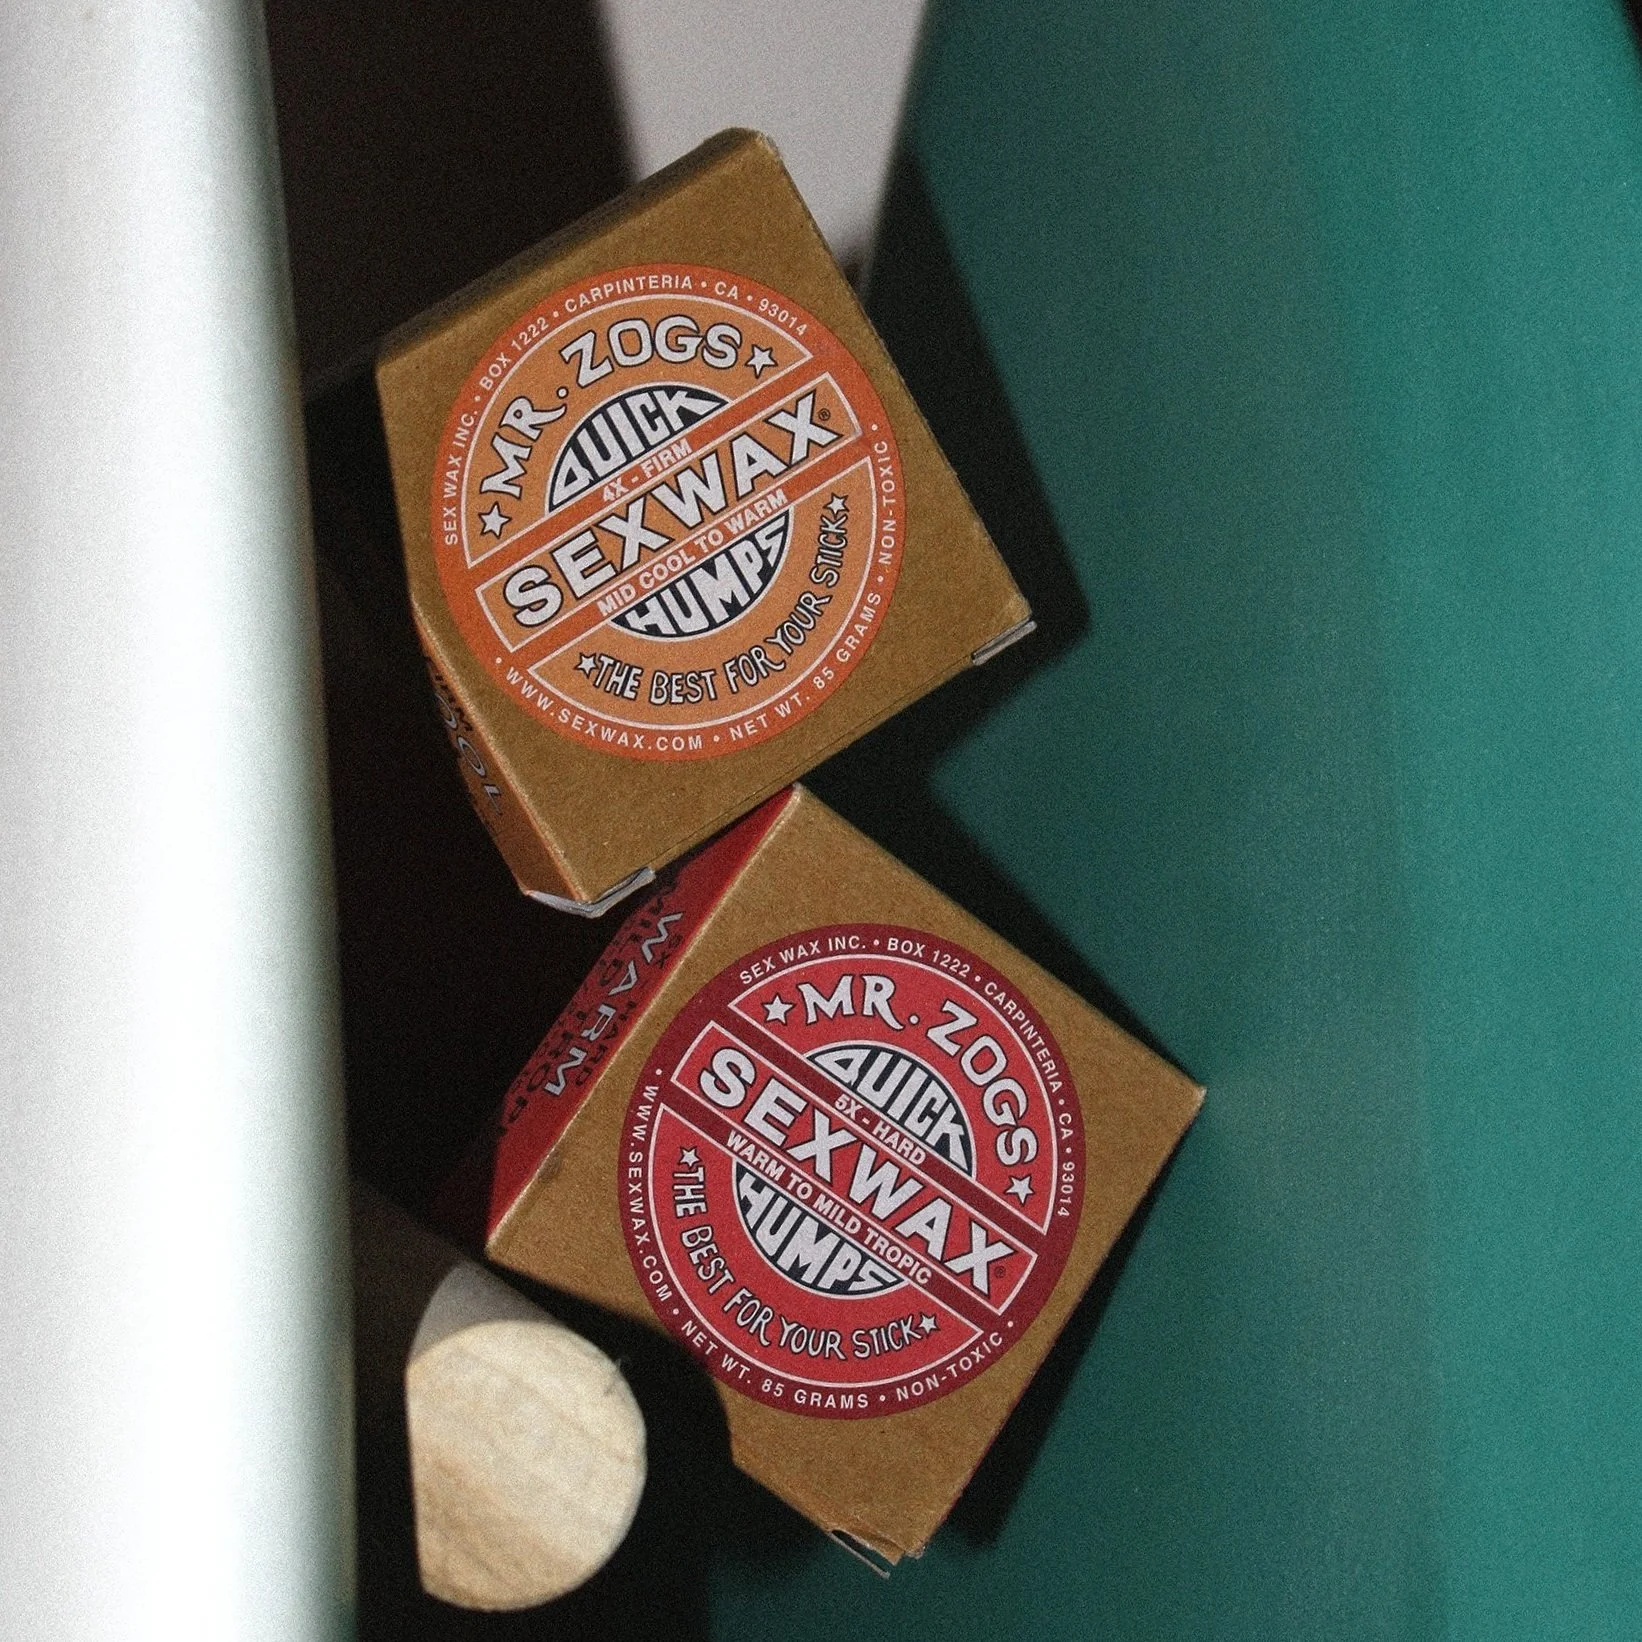 SEX WAX INC. • BOX 1222 • CARPINTERIA • CA • 93014
MR. ZOGS
QUICK
4X - FIRM
SEXWAX®
MID COOL TO WARM
HUMPS
THE BEST FOR YOUR STICK
• WWW.SEXWAX.COM • NET WT. 85 GRAMS • NON-TOXIC •
COOL
SEX WAX INC. • BOX 1222 • CARPINTERIA • CA • 93014
MR. ZOGS
QUICK
5X - HARD
SEXWAX®
WARM TO MILD TROPIC
HUMPS
THE BEST FOR YOUR STICK
• WWW.SEXWAX.COM • NET WT. 85 GRAMS • NON-TOXIC •
5X HARD
WARM